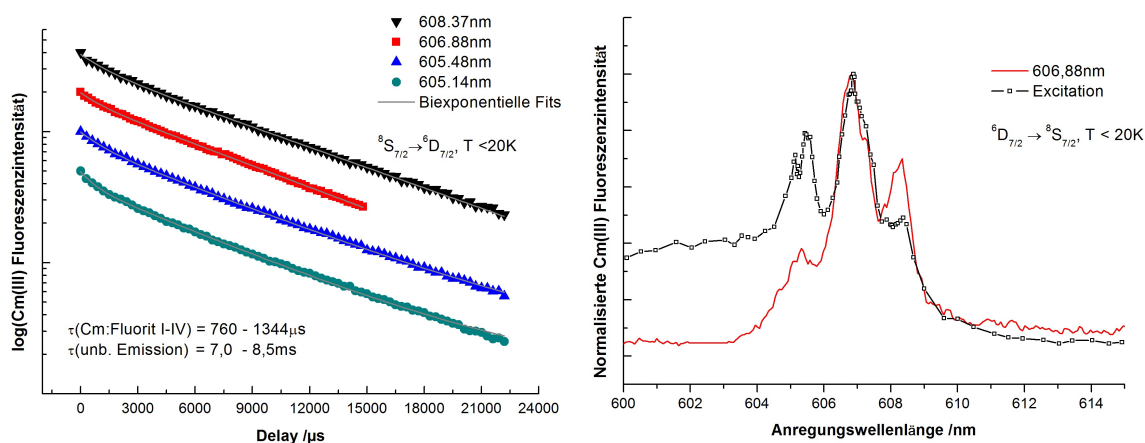 log(Cm(III) Fluoreszenzintesität)
608.37nm
606.88nm
605.48nm
605.14nm
Biexponentielle Fits
⁸S₇/₂→⁶D₇/₂, T <20K
τ(Cm:Fluorit I-IV) = 760 - 1344µs
τ(unb. Emission) = 7,0 - 8,5ms
0 3000 6000 9000 12000 15000 18000 21000 24000
Delay /µs
Normalisierte Cm(III) Fluoreszenzintensität
606,88nm
Excitation
⁶D₇/₂→⁸S₇/₂, T < 20K
600 602 604 606 608 610 612 614
Anregungswellenlänge /nm